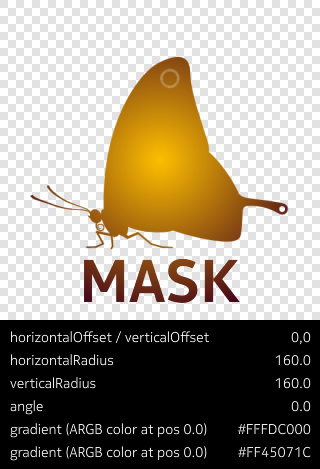 MASK
horizontalOffset / verticalOffset 0,0
horizontalRadius 160.0
verticalRadius 160.0
angle 0.0
gradient (ARGB color at pos 0.0) #FFFDC000
gradient (ARGB color at pos 0.0) #FF45071C